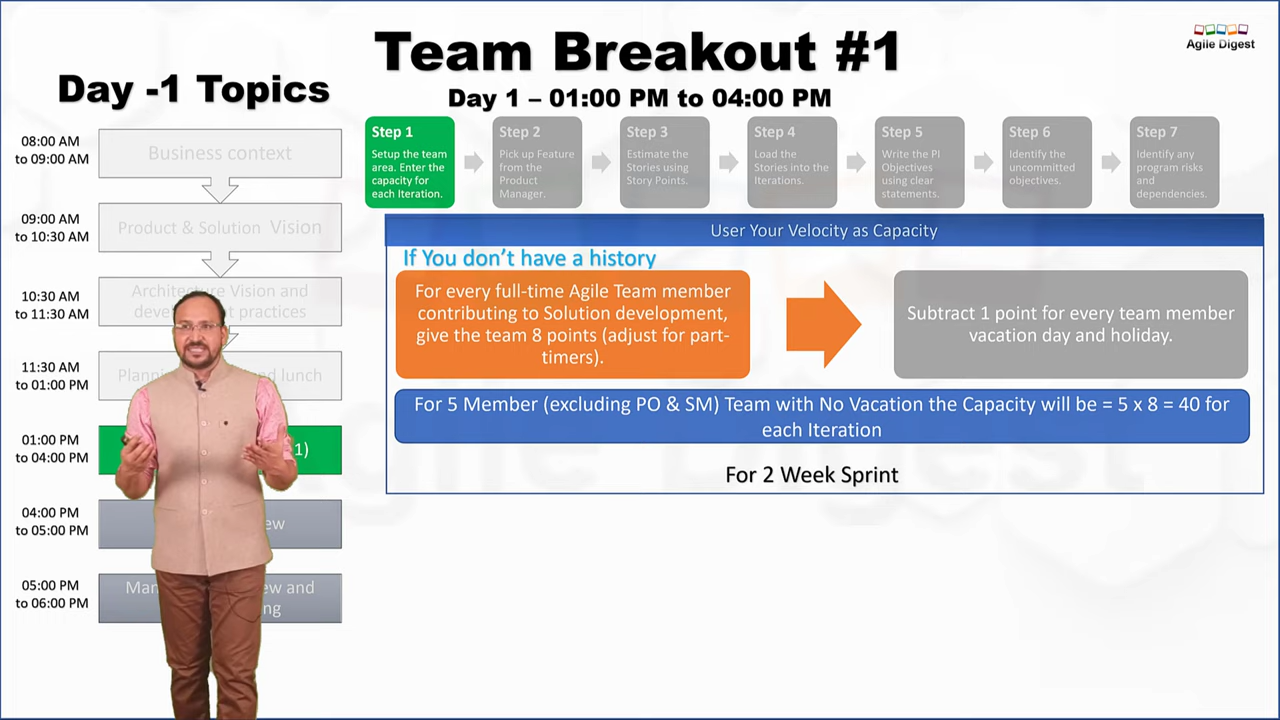 Team Breakout #1
Day 1 – 01:00 PM to 04:00 PM
Agile Digest
Day -1 Topics
08:00 AM
to 09:00 AM
Business context
09:00 AM
to 10:30 AM
Product & Solution Vision
10:30 AM
to 11:30 AM
Architecture Vision and
practices
11:30 AM
to 01:00 PM
lunch
01:00 PM
to 04:00 PM
1)
04:00 PM
to 05:00 PM
05:00 PM
to 06:00 PM
and
Step 1
Setup the team
area. Enter the
capacity for
each Iteration.
Step 2
Pick up Feature
from the
Product
Manager.
Step 3
Estimate the
Stories using
Story Points.
Step 4
Load the
Stories into the
Iterations.
Step 5
Write the PI
Objectives
using clear
statements.
Step 6
Identify the
uncommitted
objectives.
Step 7
Identify any
program risks
and
dependencies.
User Your Velocity as Capacity
If You don’t have a history
For every full-time Agile Team member
contributing to Solution development,
give the team 8 points (adjust for part-
timers).
Subtract 1 point for every team member
vacation day and holiday.
For 5 Member (excluding PO & SM) Team with No Vacation the Capacity will be = 5 x 8 = 40 for
each Iteration
For 2 Week Sprint